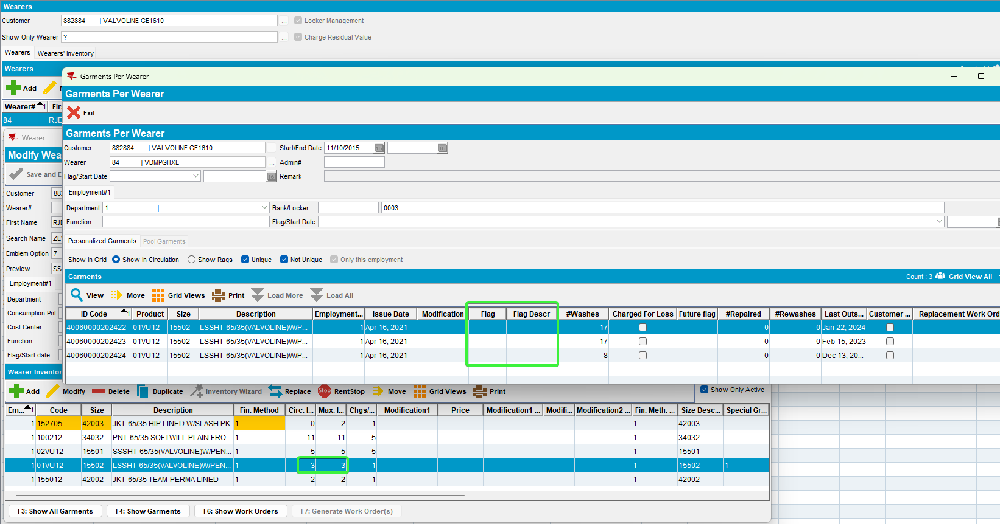 Wearers
Customer 882884 | VALVOLINE GE1610 ... Locker Management
Show Only Wearer ? ... Charge Residual Value
Wearers Wearers' Inventory
Wearers
Garments Per Wearer
Add
Garments Per Wearer
Wearer# 1 Firs
Exit
84 RJE
Garments Per Wearer
Wearer
Customer 882884 | VALVOLINE GE1610 ... Start/End Date 11/10/2015 16 16
Modify Wea
Wearer 84 | VDMPGHXL ... Admin#
Save and E
Flag/Start Date 16 Remark
Customer 882
Employment#1
Wearer#
Department 1 | - Bank/Locker 0003
First Name RJE
Function Flag/Start Date
Search Name ZLV
Personalized Garments Pool Garments
Emblem Option 7
Show In Grid Show In Circulation Show Rags Unique Not Unique Only this employment
Preview SS
Garments Count : 3 Grid View All
Employment#1
View Move Grid Views Print Load More Load All
Department
Consumption Pnt
ID Code 1 Product Size Description Employment... Issue Date Modification Flag Flag Descr #Washes Charged For Loss Future flag #Repaired #Rewashes Last Outs... Customer ... Replacement Work Ord
Cost Center
40060000202422 01VU12 15502 LSSHT-65/35(VALVOLINE)W/P... 1 Apr 16, 2021 17 0 0 Jan 22, 2024
Function
40060000202423 01VU12 15502 LSSHT-65/35(VALVOLINE)W/P... 1 Apr 16, 2021 17 0 0 Feb 15, 2023
Flag/Start date
40060000202424 01VU12 15502 LSSHT-65/35(VALVOLINE)W/P... 1 Apr 16, 2021 8 0 0 Dec 13, 20...
Wearer Inventor
Add Modify Delete Duplicate Inventory Wizard Replace Stop RentStop Move Grid Views Print Show Only Active
Em... 1 Code Size Description Fin. Method Circ. I... Max. I... Chgs/... Modification1 Price Modification1 ... Modifi... Modification2 ... Fin. Meth. ... Size Desc... Special Gr...
1 152705 42003 JKT-65/35 HIP LINED W/SLASH PK 1 0 2 1 1 42003
1 100212 34032 PNT-65/35 SOFTWILL PLAIN FRO... 1 11 11 5 1 34032
1 02VU12 15501 SSSHT-65/35(VALVOLINE)W/PEN... 1 5 5 5 1 15501
1 01VU12 15502 LSSHT-65/35(VALVOLINE)W/PEN... 1 3 3 1 1 15502 1
1 155012 42002 JKT-65/35 TEAM-PERMA LINED 1 2 2 1 1 42002
F3: Show All Garments F4: Show Garments F6: Show Work Orders F7: Generate Work Order(s)